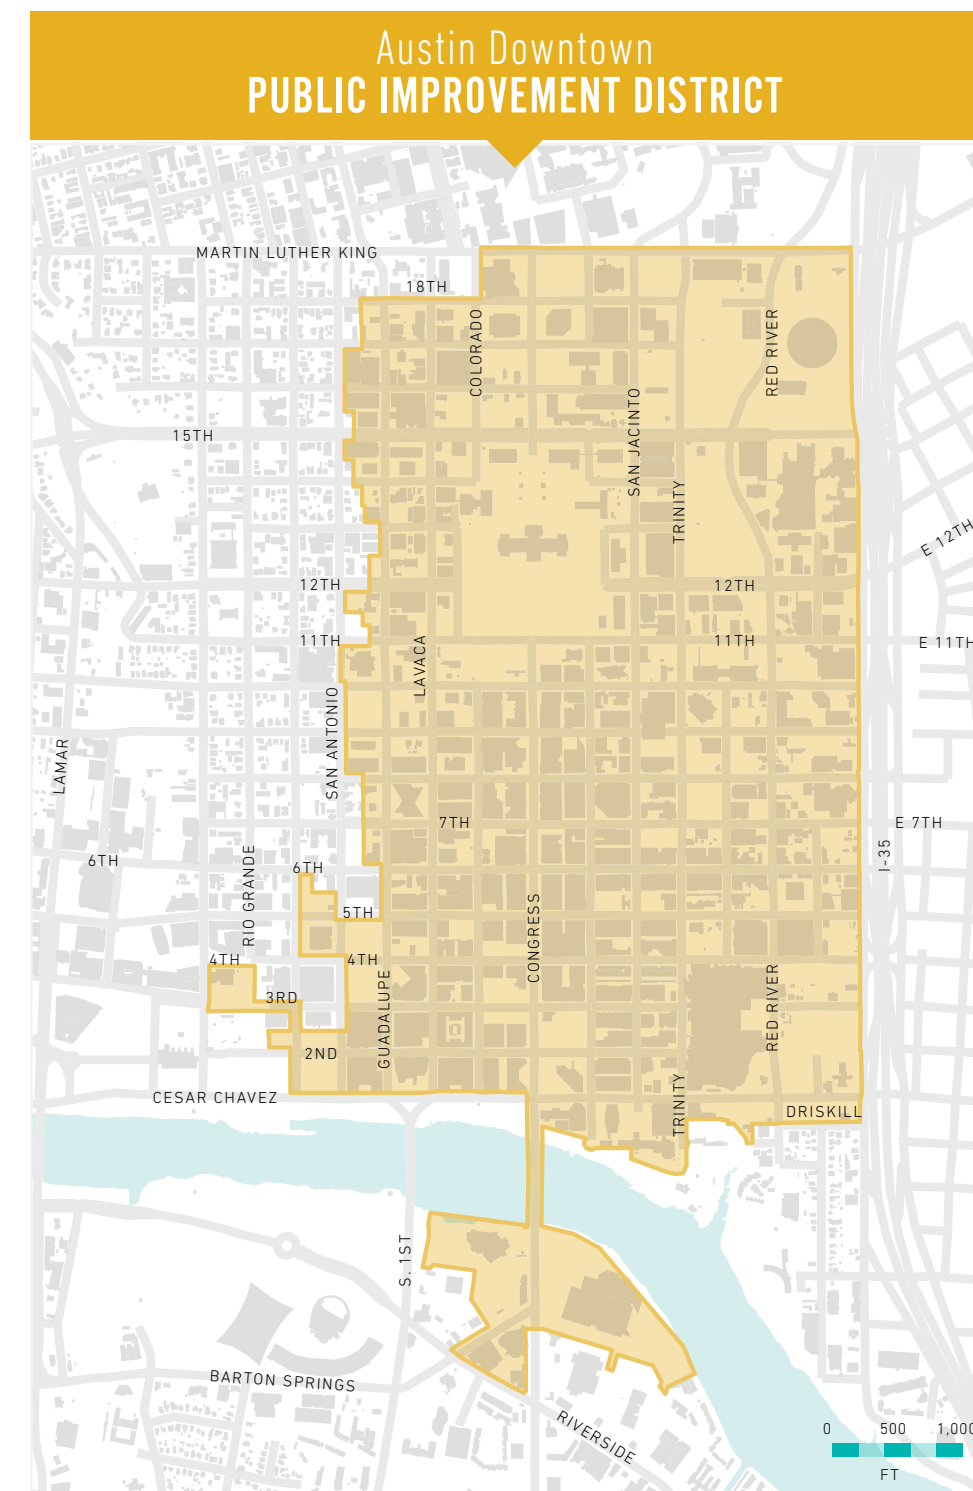 Austin Downtown
PUBLIC IMPROVEMENT DISTRICT
MARTIN LUTHER KING
18TH
COLORADO
RED RIVER
SAN JACINTO
15TH
TRINITY
E 12TH
12TH
12TH
11TH
11TH
E 11TH
LAVACA
SAN ANTONIO
LAMAR
7TH
E 7TH
I-35
6TH
6TH
RIO GRANDE
5TH
CONGRESS
4TH
4TH
GUADALUPE
RED RIVER
3RD
2ND
CESAR CHAVEZ
TRINITY
DRISKILL
S. 1ST
BARTON SPRINGS
RIVERSIDE
0 500 1,000
FT